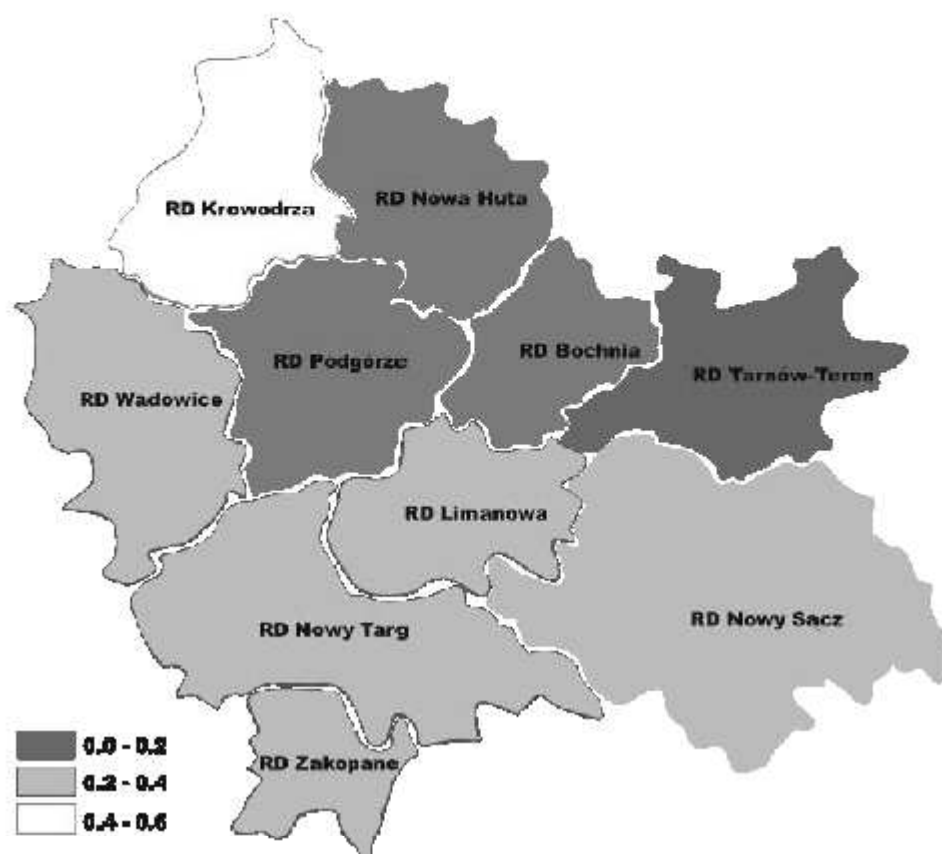 RD Krowodrza
RD Nowa Huta
RD Bochnia
RD Podgórze
RD Tarnów-Teren
RD Wadowice
RD Limanowa
RD Nowy Sacz
RD Nowy Targ
RD Zakopane
0.0 - 0.2
0.2 - 0.4
0.4 - 0.6